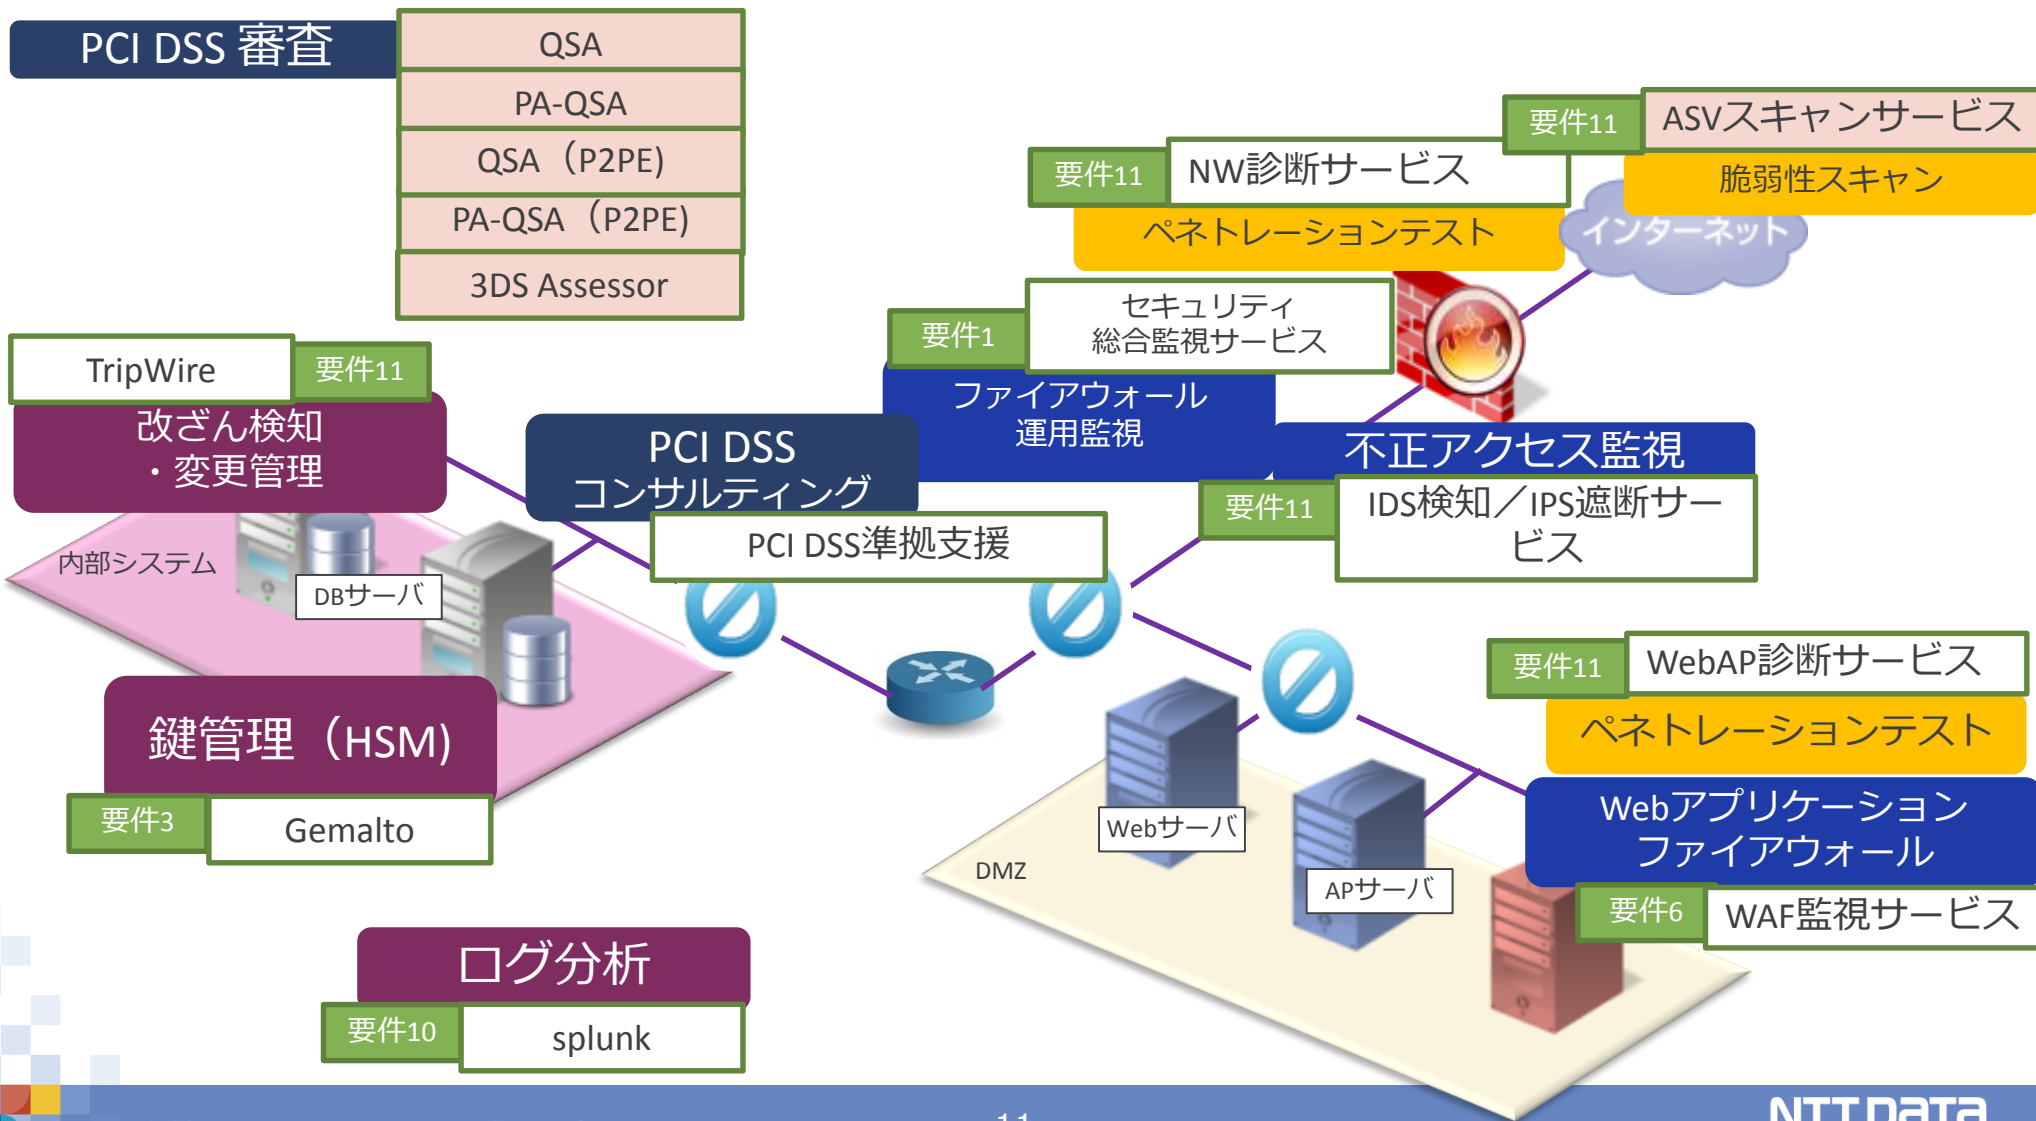 PCI DSS 審査
QSA
PA-QSA
QSA（P2PE)
PA-QSA（P2PE)
3DS Assessor
要件11
ASVスキャンサービス
脆弱性スキャン
要件11
NW診断サービス
ペネトレーションテスト
インターネット
要件1
セキュリティ
総合監視サービス
ファイアウォール
運用監視
TripWire
要件11
改ざん検知
・変更管理
PCI DSS
コンサルティング
PCI DSS準拠支援
不正アクセス監視
要件11
IDS検知／IPS遮断サー
ビス
内部システム
DBサーバ
鍵管理（HSM)
要件3
Gemalto
要件11
WebAP診断サービス
ペネトレーションテスト
Webアプリケーション
ファイアウォール
要件6
WAF監視サービス
Webサーバ
APサーバ
DMZ
ログ分析
要件10
splunk
11
NTT DATA